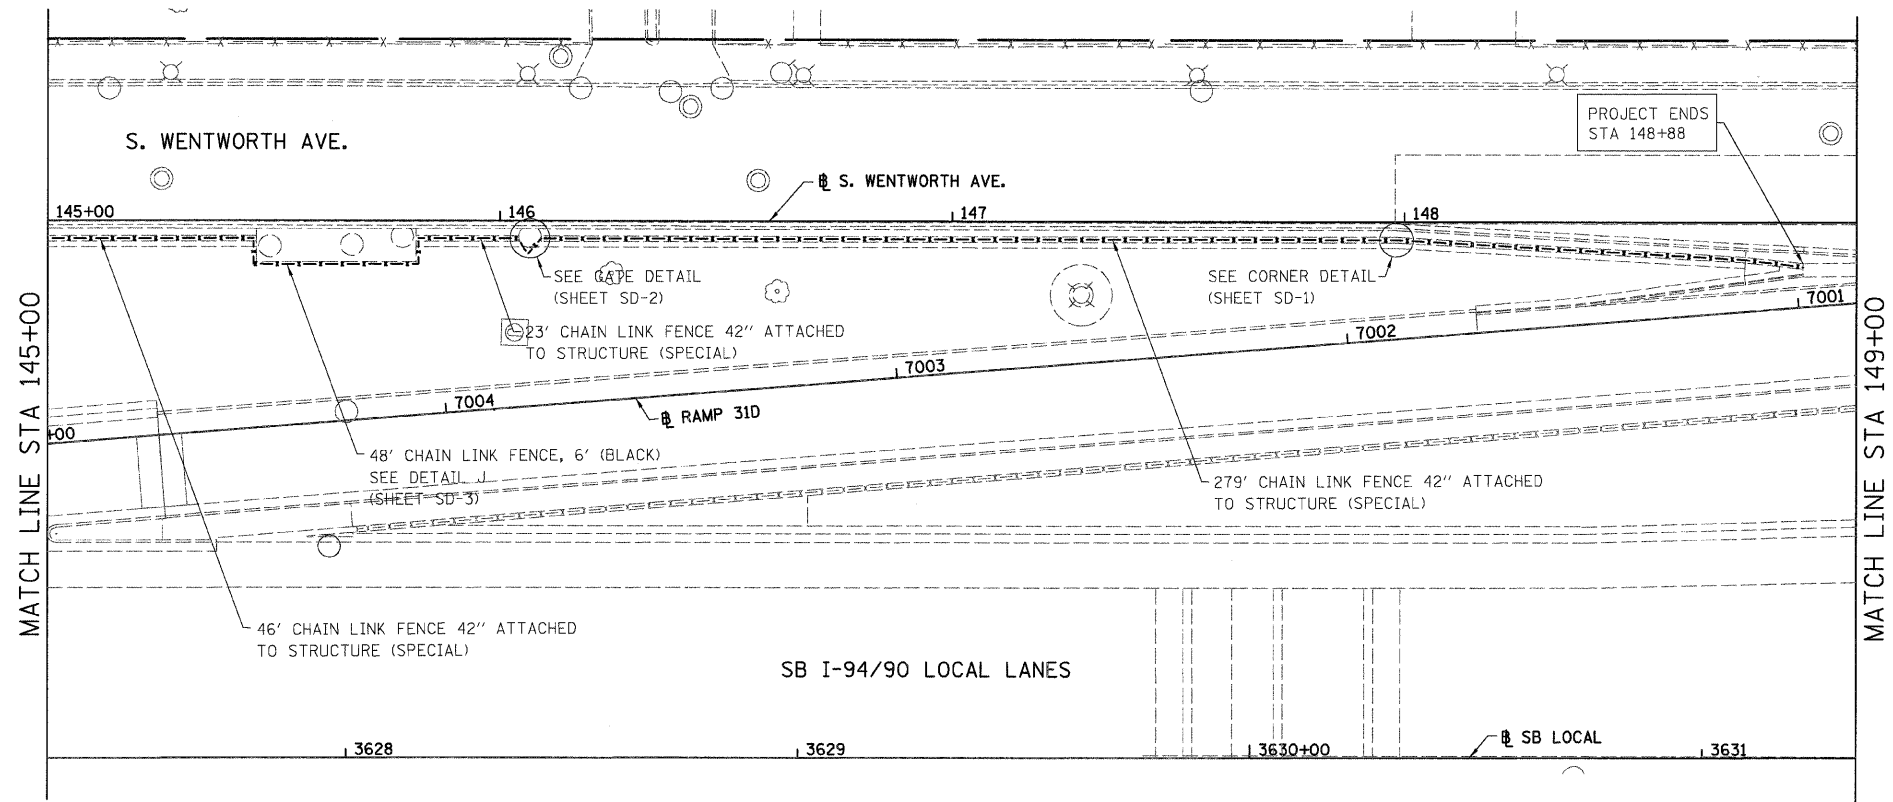 PROJECT ENDS
STA 148+88
S. WENTWORTH AVE.
℄ S. WENTWORTH AVE.
145+00
146
147
148
SEE GATE DETAIL
(SHEET SD-2)
SEE CORNER DETAIL
(SHEET SD-1)
23' CHAIN LINK FENCE 42" ATTACHED
TO STRUCTURE (SPECIAL)
7001
7002
7003
7004
℄ RAMP 31D
+00
48' CHAIN LINK FENCE, 6' (BLACK)
SEE DETAIL J
(SHEET SD-3)
279' CHAIN LINK FENCE 42" ATTACHED
TO STRUCTURE (SPECIAL)
46' CHAIN LINK FENCE 42" ATTACHED
TO STRUCTURE (SPECIAL)
SB I-94/90 LOCAL LANES
℄ SB LOCAL
3628
3629
3630+00
3631
MATCH LINE STA 145+00
MATCH LINE STA 149+00